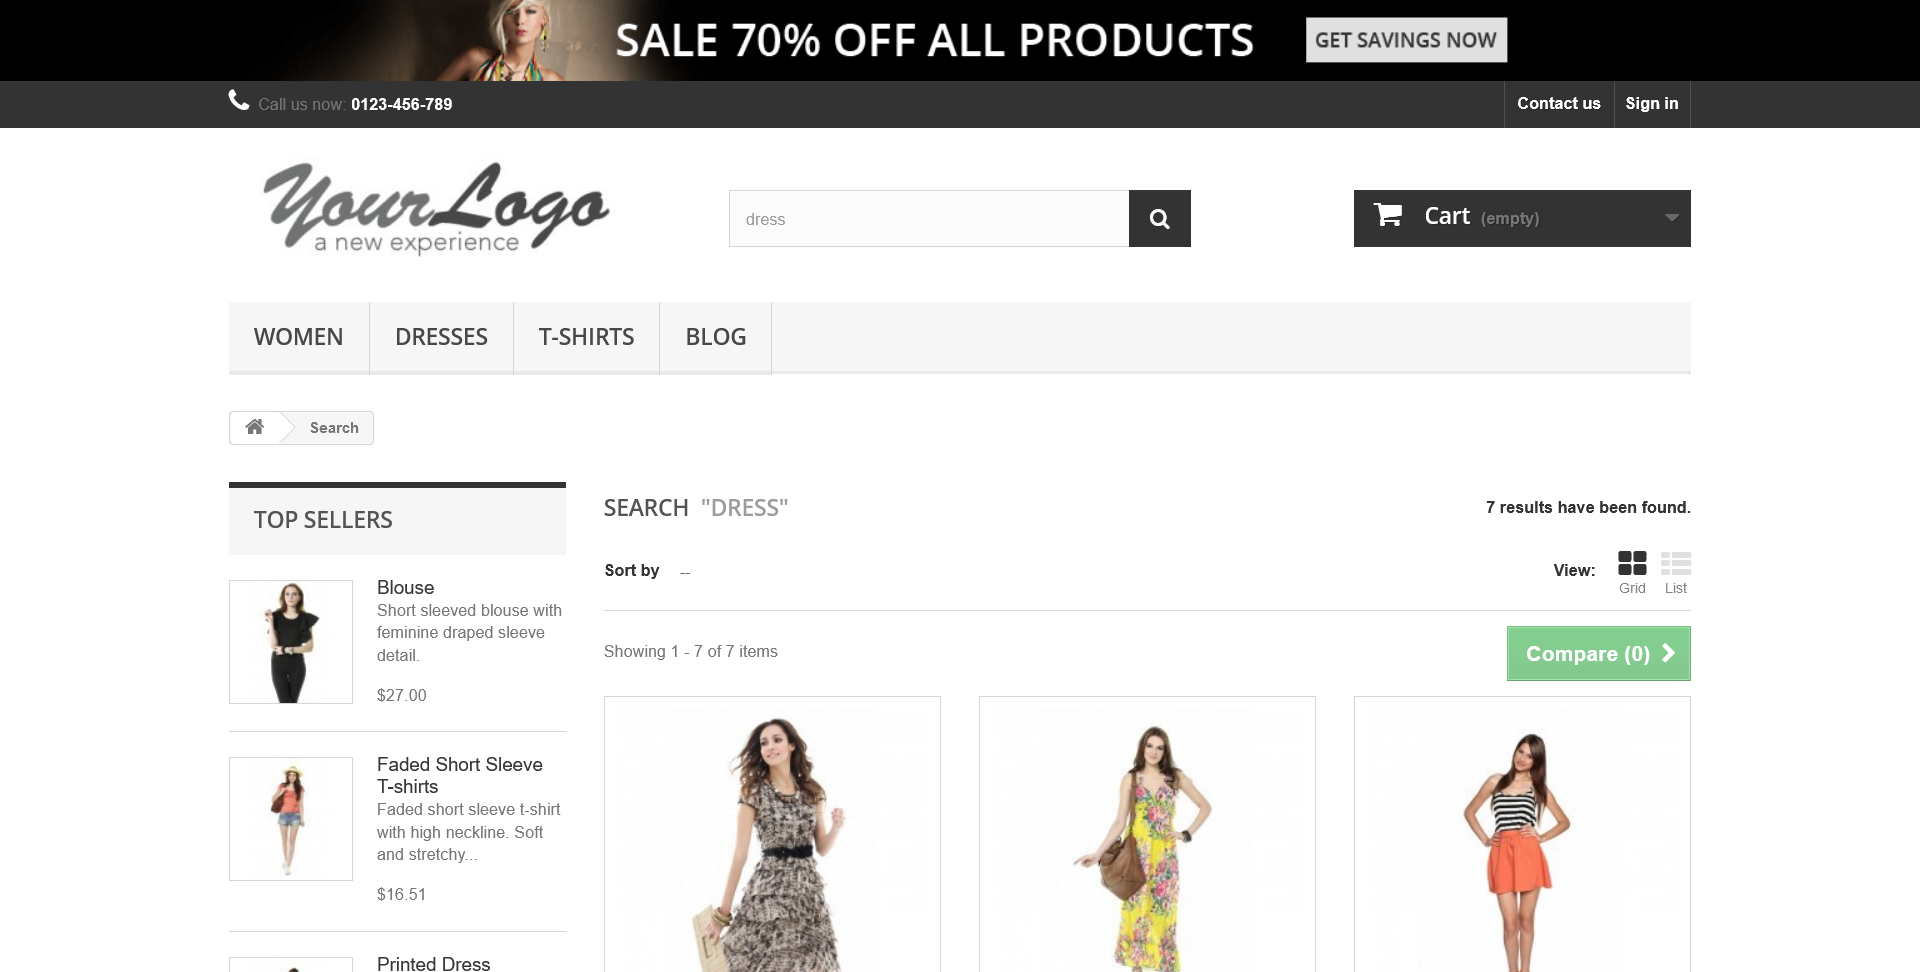 SALE 70% OFF ALL PRODUCTS
GET SAVINGS NOW
Call us now: 0123-456-789
Contact us
Sign in
YourLogo
a new experience
dress
Cart (empty)
WOMEN
DRESSES
T-SHIRTS
BLOG
Search
TOP SELLERS
Blouse
Short sleeved blouse with
feminine draped sleeve
detail.
$27.00
Faded Short Sleeve
T-shirts
Faded short sleeve t-shirt
with high neckline. Soft
and stretchy...
$16.51
Printed Dress
SEARCH "DRESS"
7 results have been found.
Sort by --
View:
Grid
List
Showing 1 - 7 of 7 items
Compare (0)